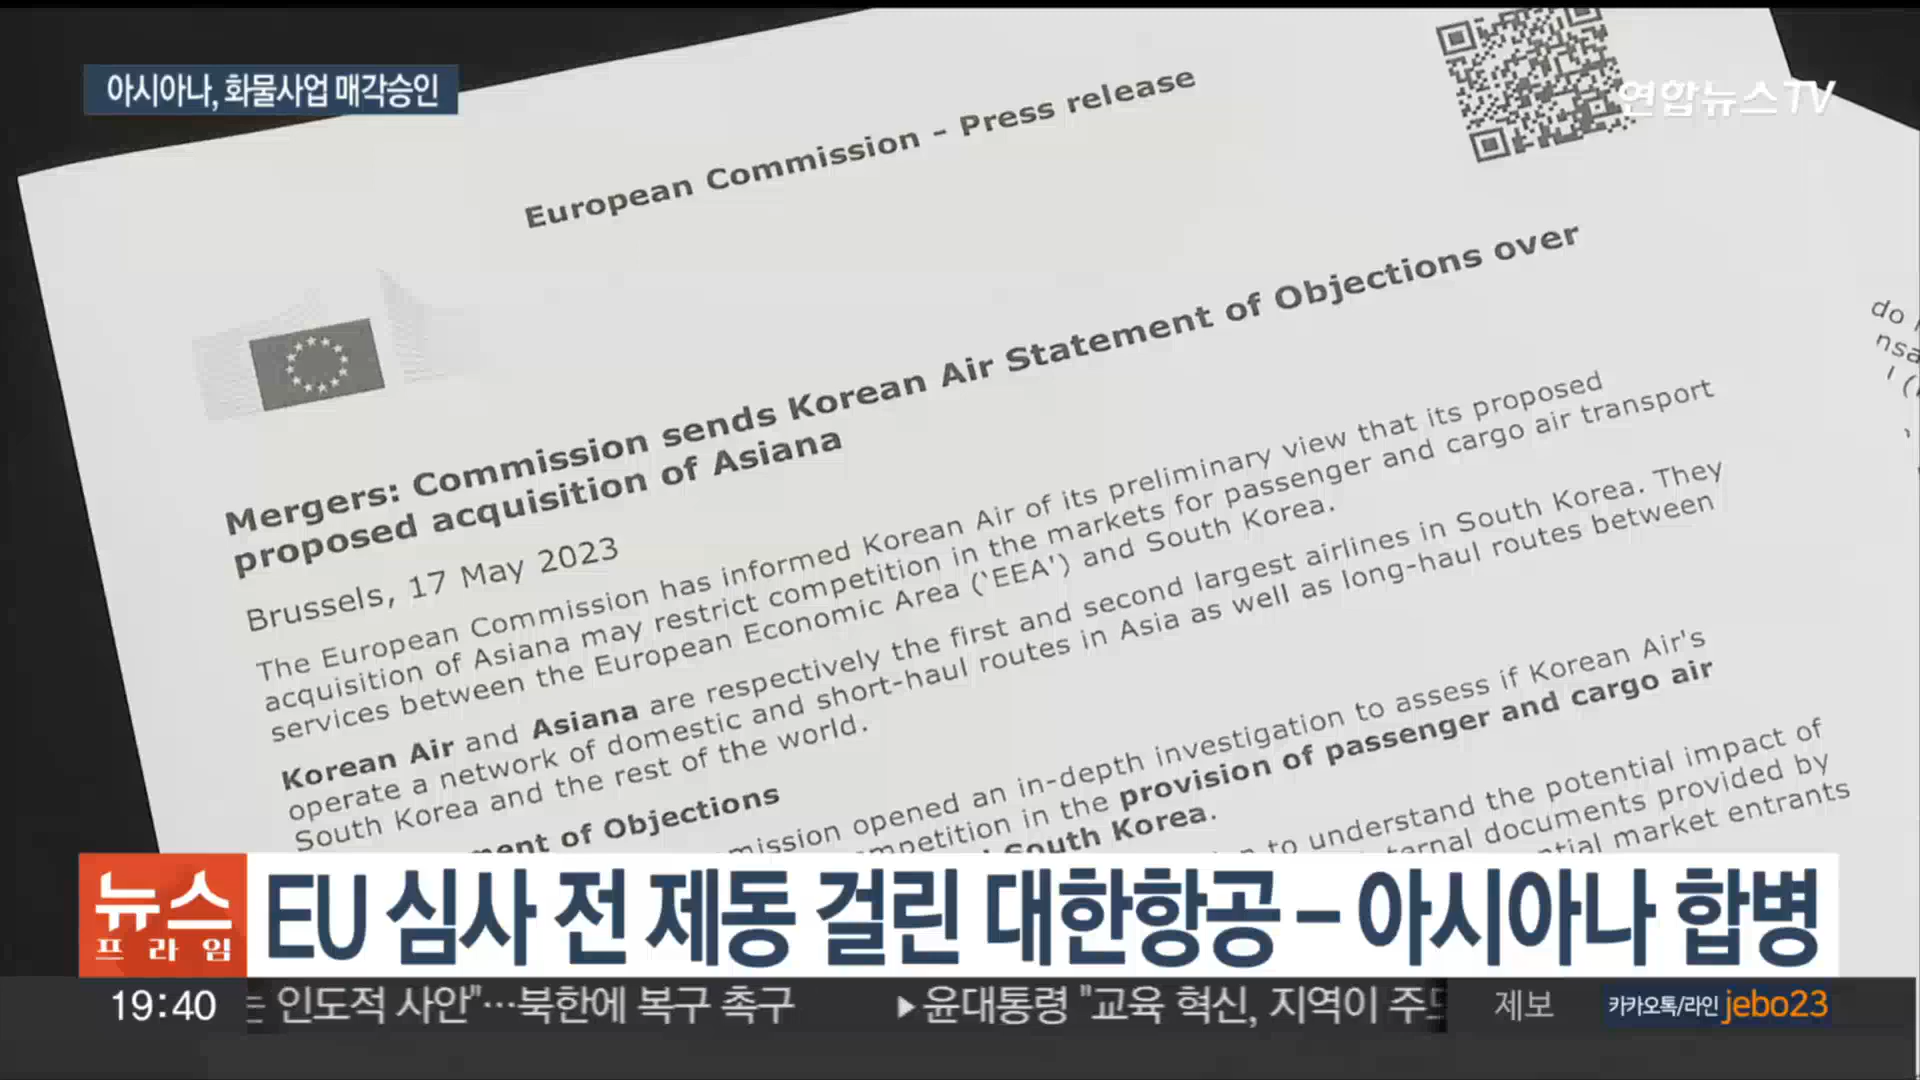 아시아나, 화물사업 매각승인
연합뉴스TV
European Commission - Press release
Mergers: Commission sends Korean Air Statement of Objections over
proposed acquisition of Asiana
Brussels, 17 May 2023
The European Commission has informed Korean Air of its preliminary view that its proposed
acquisition of Asiana may restrict competition in the markets for passenger and cargo air transport
services between the European Economic Area ('EEA') and South Korea.
Korean Air and Asiana are respectively the first and second largest airlines in South Korea. They
operate a network of domestic and short-haul routes in Asia as well as long-haul routes between
South Korea and the rest of the world.
of Objections
opened an in-depth investigation to assess if Korean Air's
in the provision of passenger and cargo air
South Korea.
to understand the potential impact of
documents provided by
market entrants
do
뉴스
프라임
EU 심사 전 제동 걸린 대한항공 - 아시아나 합병
19:40
인도적 사안"…북한에 복구 촉구 ▶윤대통령 "교육 혁신, 지역이 주
제보
카카오톡/라인 jebo23